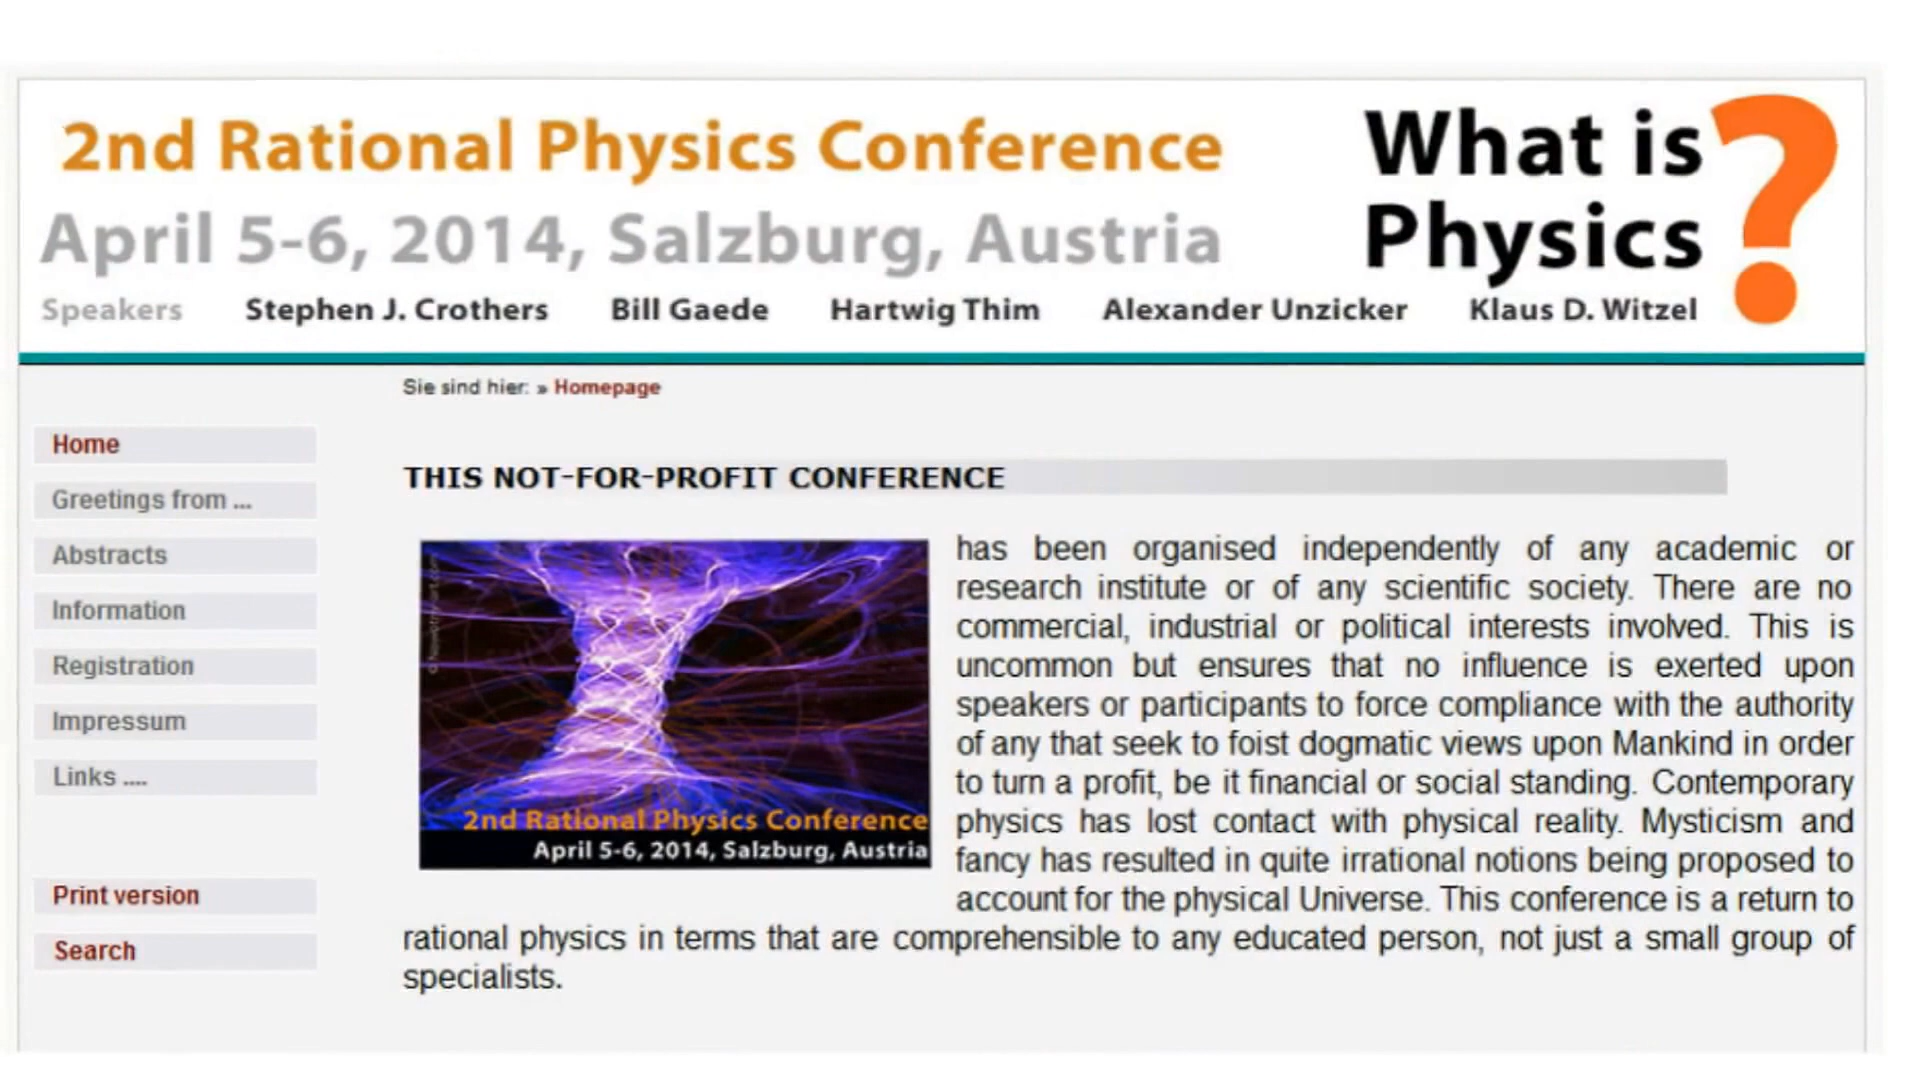 2nd Rational Physics Conference
April 5-6, 2014, Salzburg, Austria
What is
Physics
?
Speakers Stephen J. Crothers Bill Gaede Hartwig Thim Alexander Unzicker Klaus D. Witzel
Sie sind hier: » Homepage
Home
Greetings from ...
Abstracts
Information
Registration
Impressum
Links ....
Print version
Search
THIS NOT-FOR-PROFIT CONFERENCE
2nd Rational Physics Conference
April 5-6, 2014, Salzburg, Austria
has been organised independently of any academic or
research institute or of any scientific society. There are no
commercial, industrial or political interests involved. This is
uncommon but ensures that no influence is exerted upon
speakers or participants to force compliance with the authority
of any that seek to foist dogmatic views upon Mankind in order
to turn a profit, be it financial or social standing. Contemporary
physics has lost contact with physical reality. Mysticism and
fancy has resulted in quite irrational notions being proposed to
account for the physical Universe. This conference is a return to
rational physics in terms that are comprehensible to any educated person, not just a small group of
specialists.